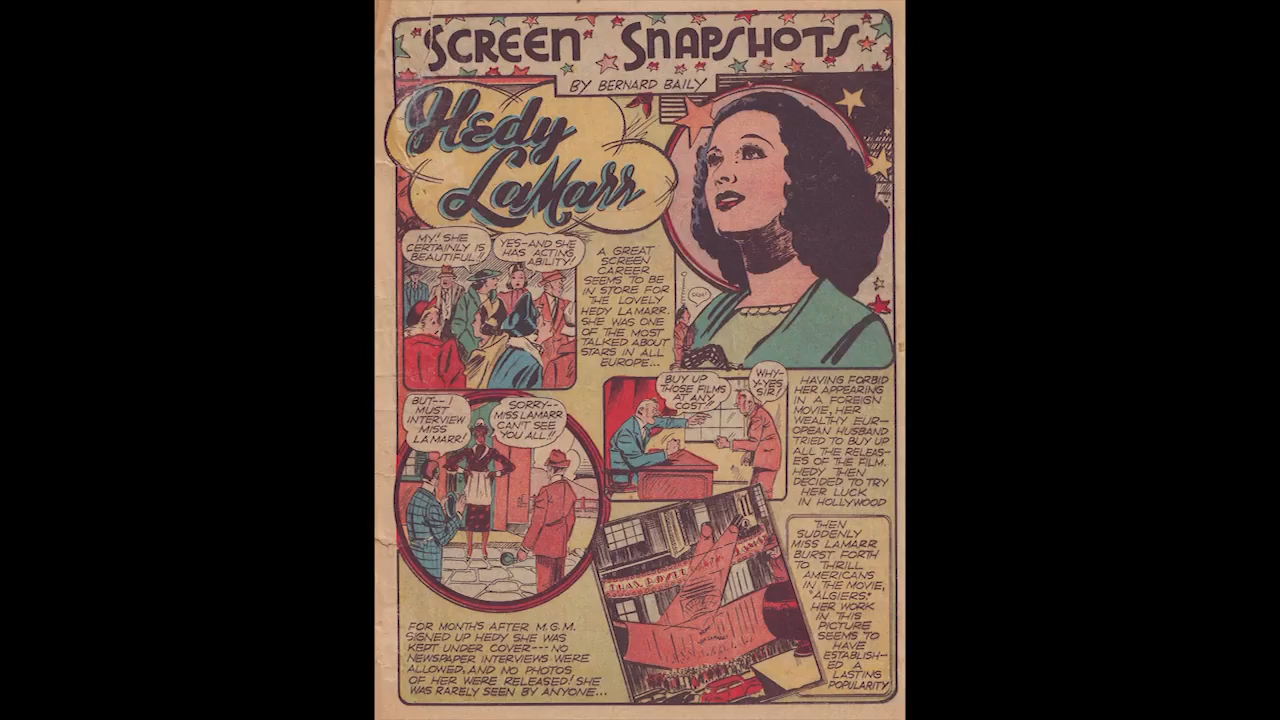 SCREEN SNAPSHOTS
BY BERNARD BAILY
HEDY
LAMARR
MY! SHE
CERTAINLY IS
BEAUTIFUL!!
YES-AND SHE
HAS ACTING
ABILITY!
A GREAT
SCREEN
CAREER
SEEMS TO BE
IN STORE FOR
THE LOVELY
HEDY LAMARR.
SHE WAS ONE
OF THE MOST
TALKED ABOUT
STARS IN ALL
EUROPE...
BUT--I
MUST
INTERVIEW
MISS
LAMARR!
SORRY--
MISS LAMARR
CAN'T SEE
YOU ALL!!
BUY UP
THOSE FILMS
AT ANY
COST!!
WHY-
Y-YES
SIR!
HAVING FORBID
HER APPEARING
IN A FOREIGN
MOVIE, HER
WEALTHY EUR-
OPEAN HUSBAND
TRIED TO BUY UP
ALL THE RELEAS-
ES OF THE FILM.
HEDY THEN
DECIDED TO TRY
HER LUCK
IN HOLLYWOOD
FOR MONTHS AFTER M.G.M.
SIGNED UP HEDY SHE WAS
KEPT UNDER COVER---NO
NEWSPAPER INTERVIEWS WERE
ALLOWED, AND NO PHOTOS
OF HER WERE RELEASED! SHE
WAS RARELY SEEN BY ANYONE...
THEN
SUDDENLY
MISS LAMARR
BURST FORTH
TO THRILL
AMERICANS
IN THE MOVIE,
"ALGIERS."
HER WORK
IN THIS
PICTURE
SEEMS TO
HAVE
ESTABLISH-
ED A
LASTING
POPULARITY